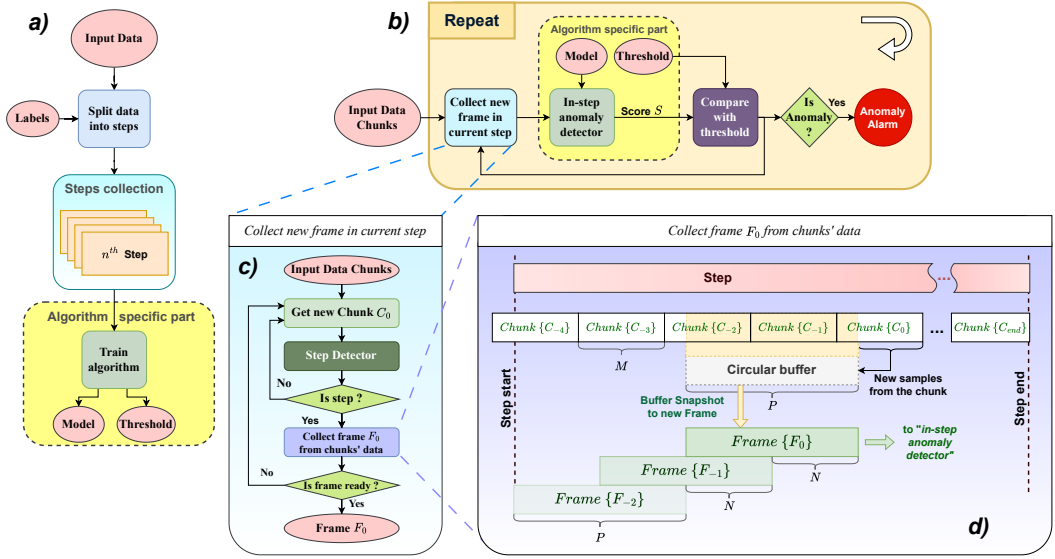 a)
Input Data
Labels
Split data
into steps
Steps collection
n^th Step
Algorithm specific part
Train
algorithm
Model
Threshold
b)
Repeat
Algorithm specific part
Model
Threshold
Input Data
Chunks
Collect new
frame in
current step
In-step
anomaly
detector
Score S
Compare
with
threshold
Is
Anomaly
?
Yes
Anomaly
Alarm
Collect new frame in current step
c)
Input Data Chunks
Get new Chunk C_0
Step Detector
No
Is step ?
Yes
Collect frame F_0
from chunks' data
No
Is frame ready ?
Yes
Frame F_0
Collect frame F_0 from chunks' data
Step
...
Chunk {C_−4}
Chunk {C_−3}
Chunk {C_−2}
Chunk {C_−1}
Chunk {C_0}
...
Chunk {C_end}
M
Circular buffer
New samples
from the chunk
P
Step start
Step end
Buffer Snapshot
to new Frame
Frame {F_0}
to "in-step
anomaly
detector"
N
Frame {F_−1}
N
Frame {F_−2}
P
d)